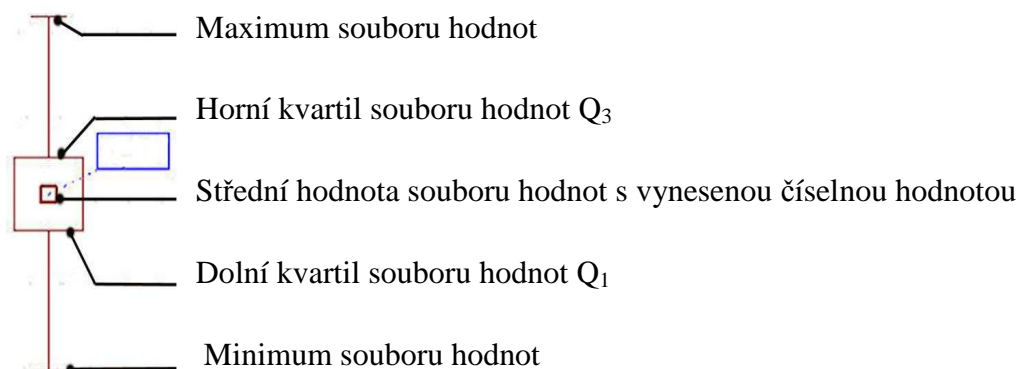 Maximum souboru hodnot
Horní kvartil souboru hodnot Q₃
Střední hodnota souboru hodnot s vynesenou číselnou hodnotou
Dolní kvartil souboru hodnot Q₁
Minimum souboru hodnot